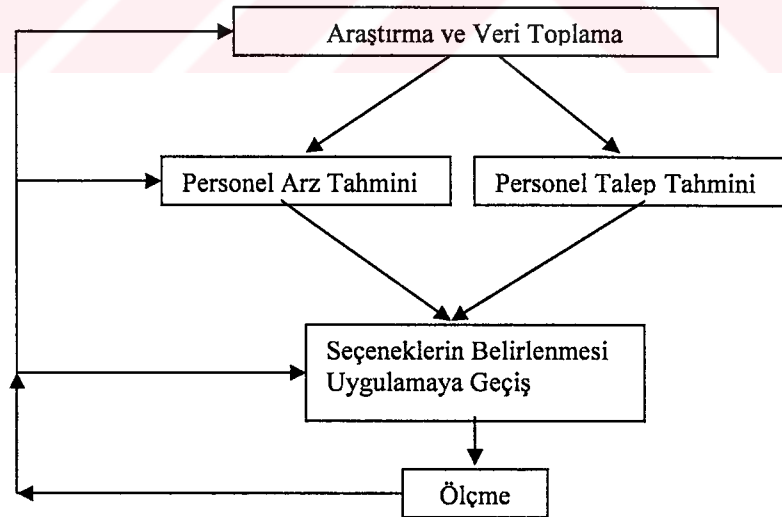 Araştırma ve Veri Toplama
Personel Arz Tahmini
Personel Talep Tahmini
Seçeneklerin Belirlenmesi
Uygulamaya Geçiş
Ölçme